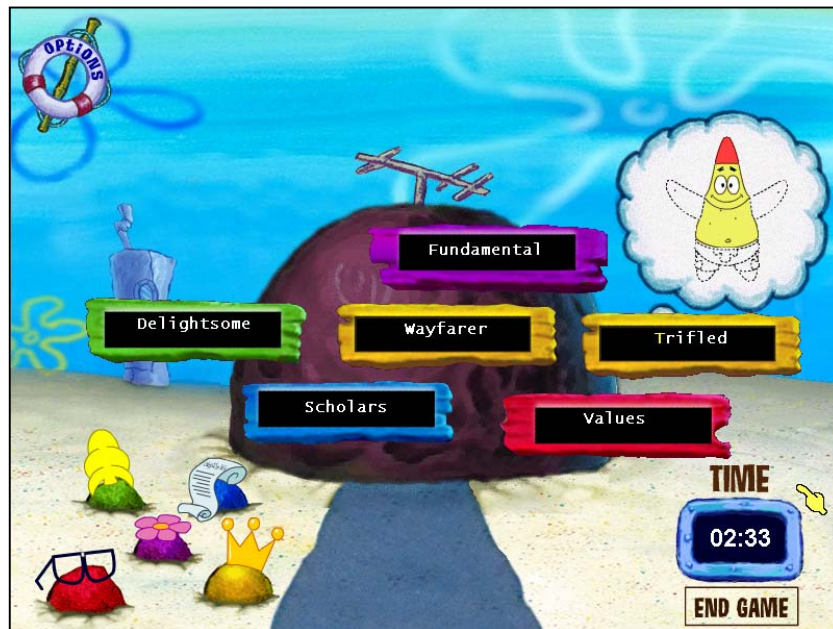 OPTiONS
Fundamental
Delightsome
Wayfarer
Trifled
Scholars
Values
TIME
02:33
END GAME